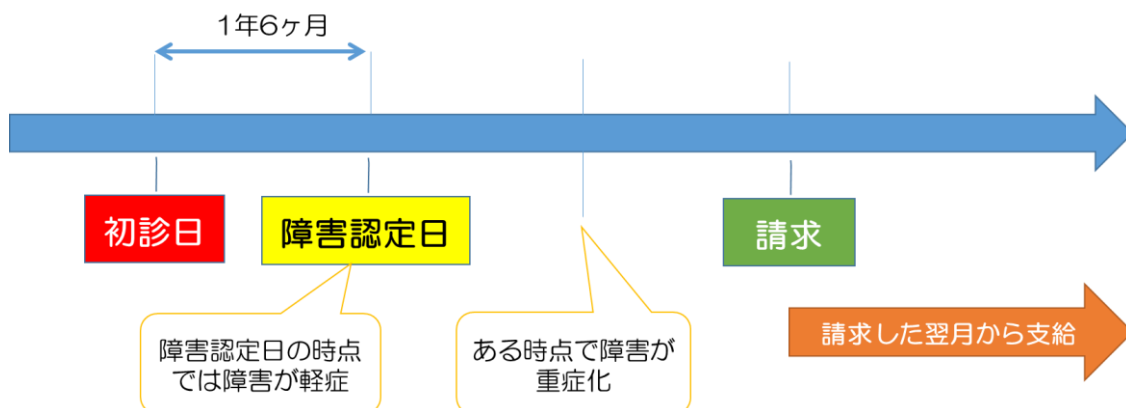 1年6ヶ月
初診日
障害認定日
請求
障害認定日の時点
では障害が軽症
ある時点で障害が
重症化
請求した翌月から支給